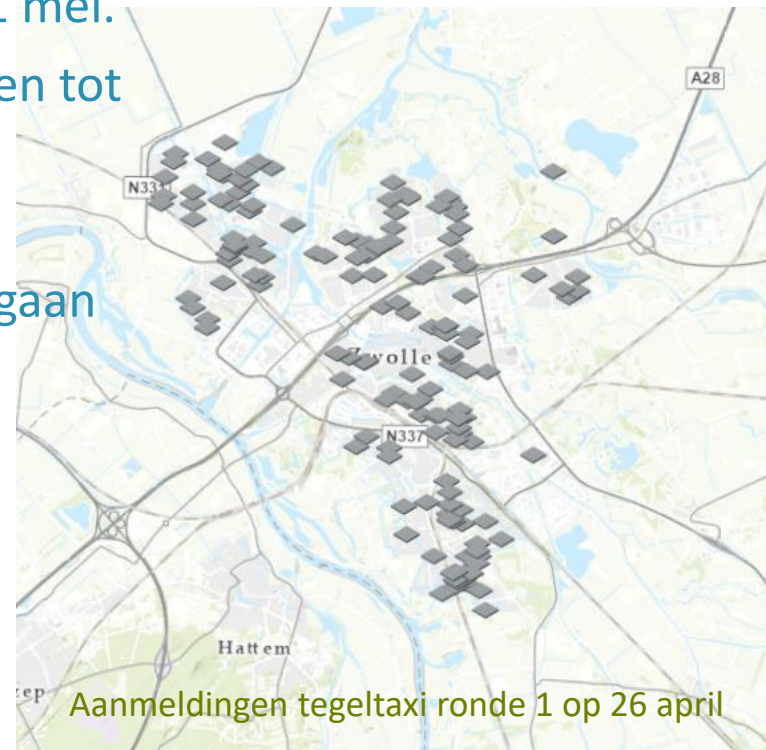 mei.
en tot
gaan
A28
N331
Zwolle
N337
Hattem
Aanmeldingen tegeltaxi ronde 1 op 26 april